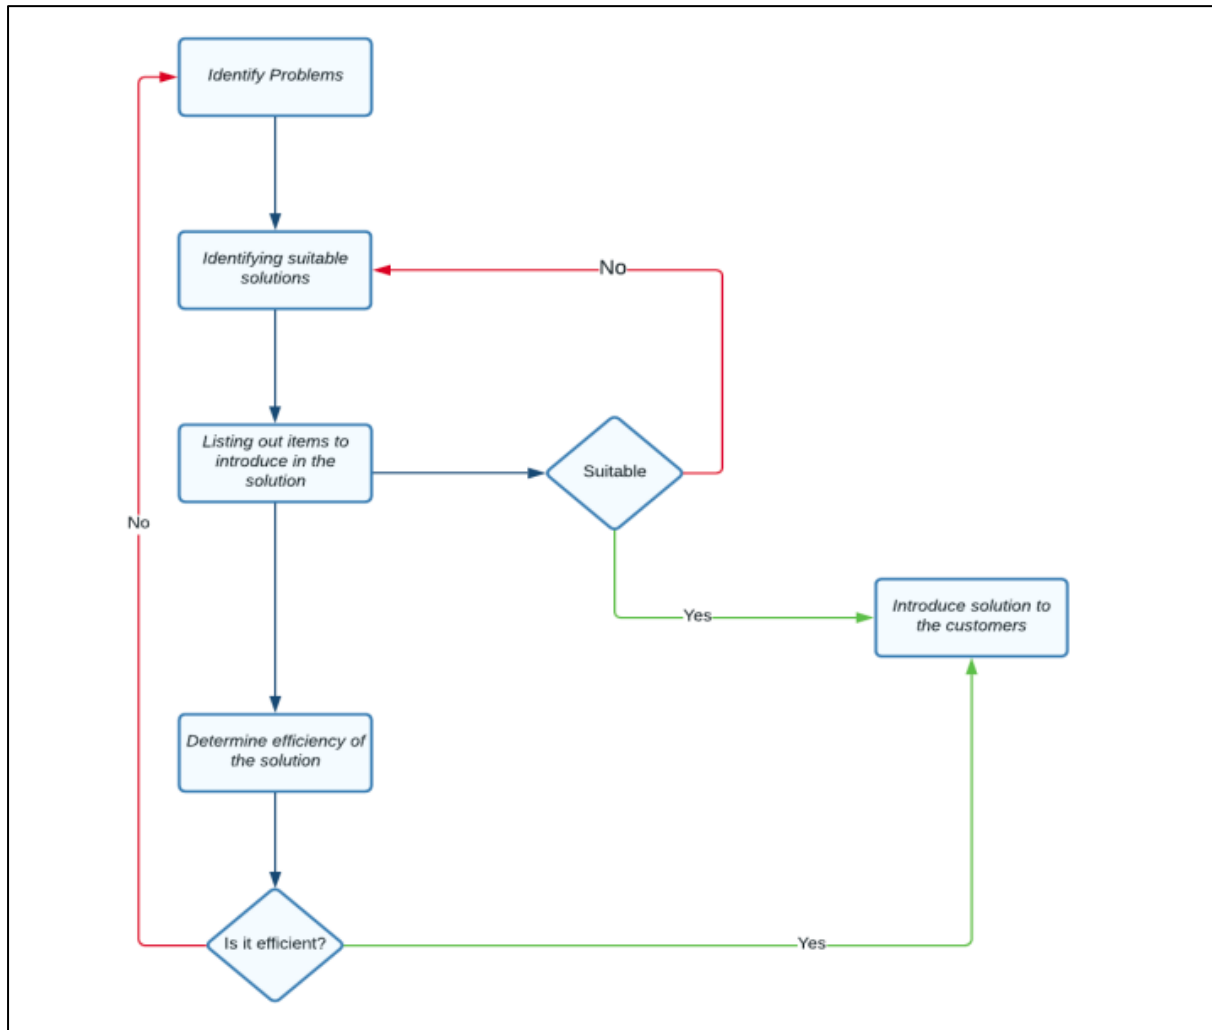 Identify Problems
Identifying suitable
solutions
No
Listing out items to
introduce in the
solution
Suitable
No
Yes
Introduce solution to
the customers
Determine efficiency of
the solution
Is it efficient?
Yes